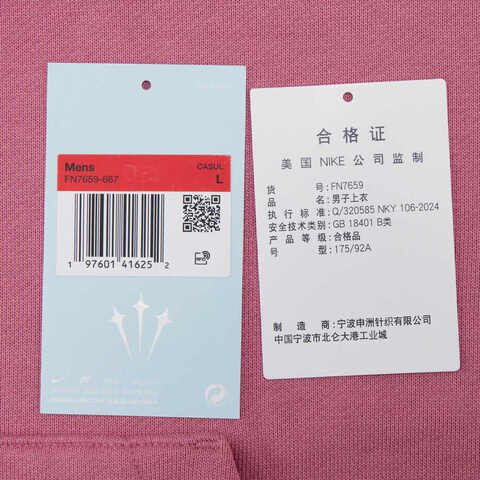 Mens
CASUL
FN7659-667
L
1 97601 41625 2
RFID
合格证
美国 NIKE 公司监制
货号:FN7659
品名:男子上衣
执行标准:Q/320585 NKY 106-2024
安全技术类别:GB 18401 B类
产品等级:合格品
号型:175/92A
制造商:宁波申洲针织有限公司
中国宁波市北仑大港工业城